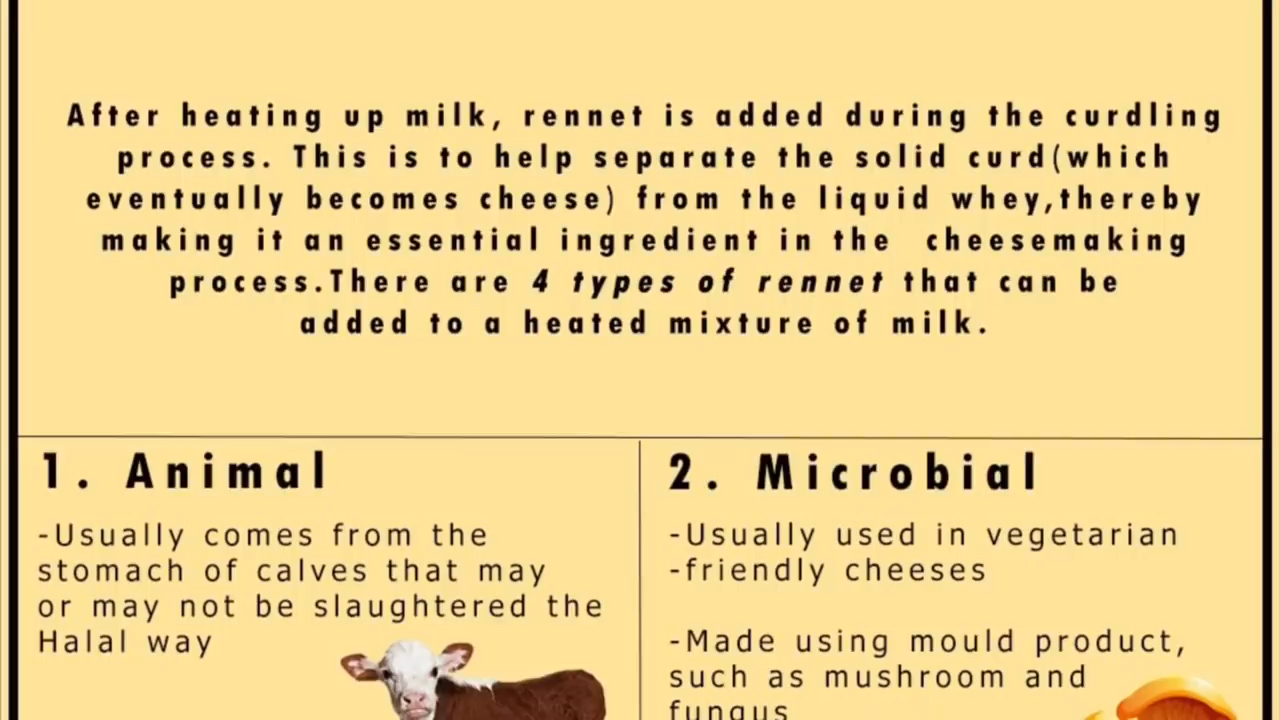 After heating up milk, rennet is added during the curdling
process. This is to help separate the solid curd(which
eventually becomes cheese) from the liquid whey,thereby
making it an essential ingredient in the cheesemaking
process.There are 4 types of rennet that can be
added to a heated mixture of milk.
1. Animal
-Usually comes from the
stomach of calves that may
or may not be slaughtered the
Halal way
2. Microbial
-Usually used in vegetarian
-friendly cheeses
-Made using mould product,
such as mushroom and
fungus